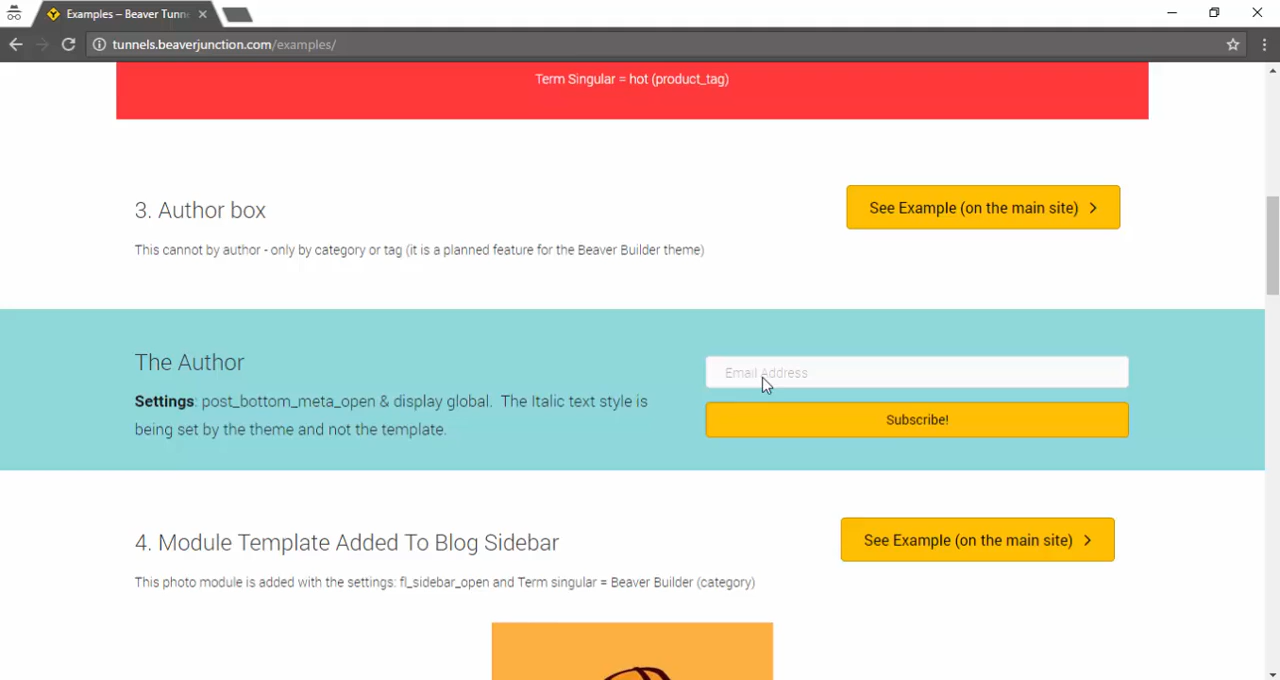 Examples – Beaver Tunn
tunnels.beaverjunction.com/examples/
Term Singular = hot (product_tag)
3. Author box
See Example (on the main site)
This cannot by author - only by category or tag (it is a planned feature for the Beaver Builder theme)
The Author
Settings: post_bottom_meta_open & display global. The Italic text style is
being set by the theme and not the template.
Email Address
Subscribe!
4. Module Template Added To Blog Sidebar
See Example (on the main site)
This photo module is added with the settings: fl_sidebar_open and Term singular = Beaver Builder (category)